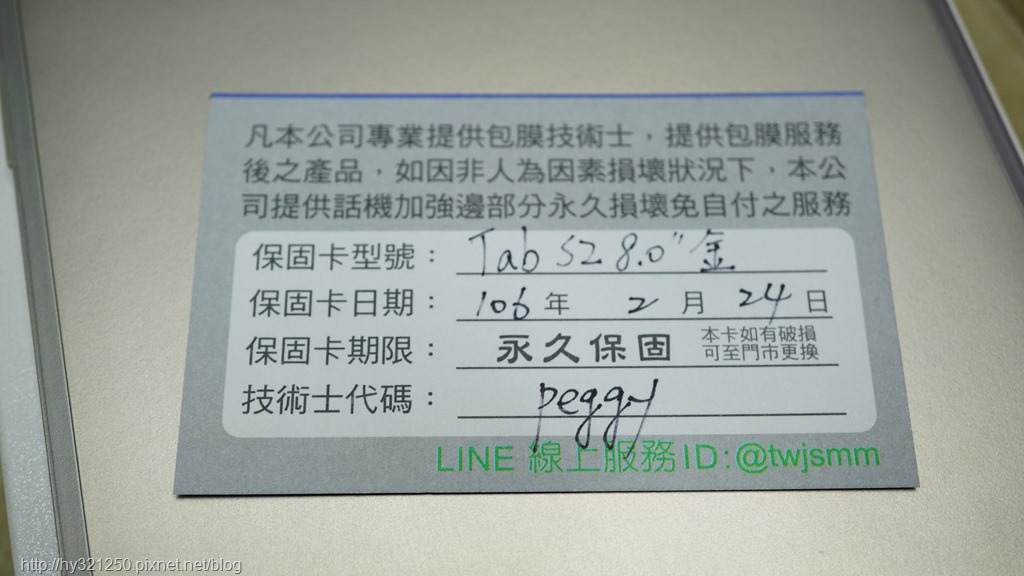 凡本公司專業提供包膜技術士，提供包膜服務
後之產品，如因非人為因素損壞狀況下，本公
司提供話機加強邊部分永久損壞免自付之服務
保固卡型號： Tab S2 8.0" 金
保固卡日期： 106 年 2 月 24 日
保固卡期限： 永久保固 本卡如有破損
可至門市更換
技術士代碼： peggy
LINE 線上服務ID:@twjsmm
http://hy321250.pixnet.net/blog